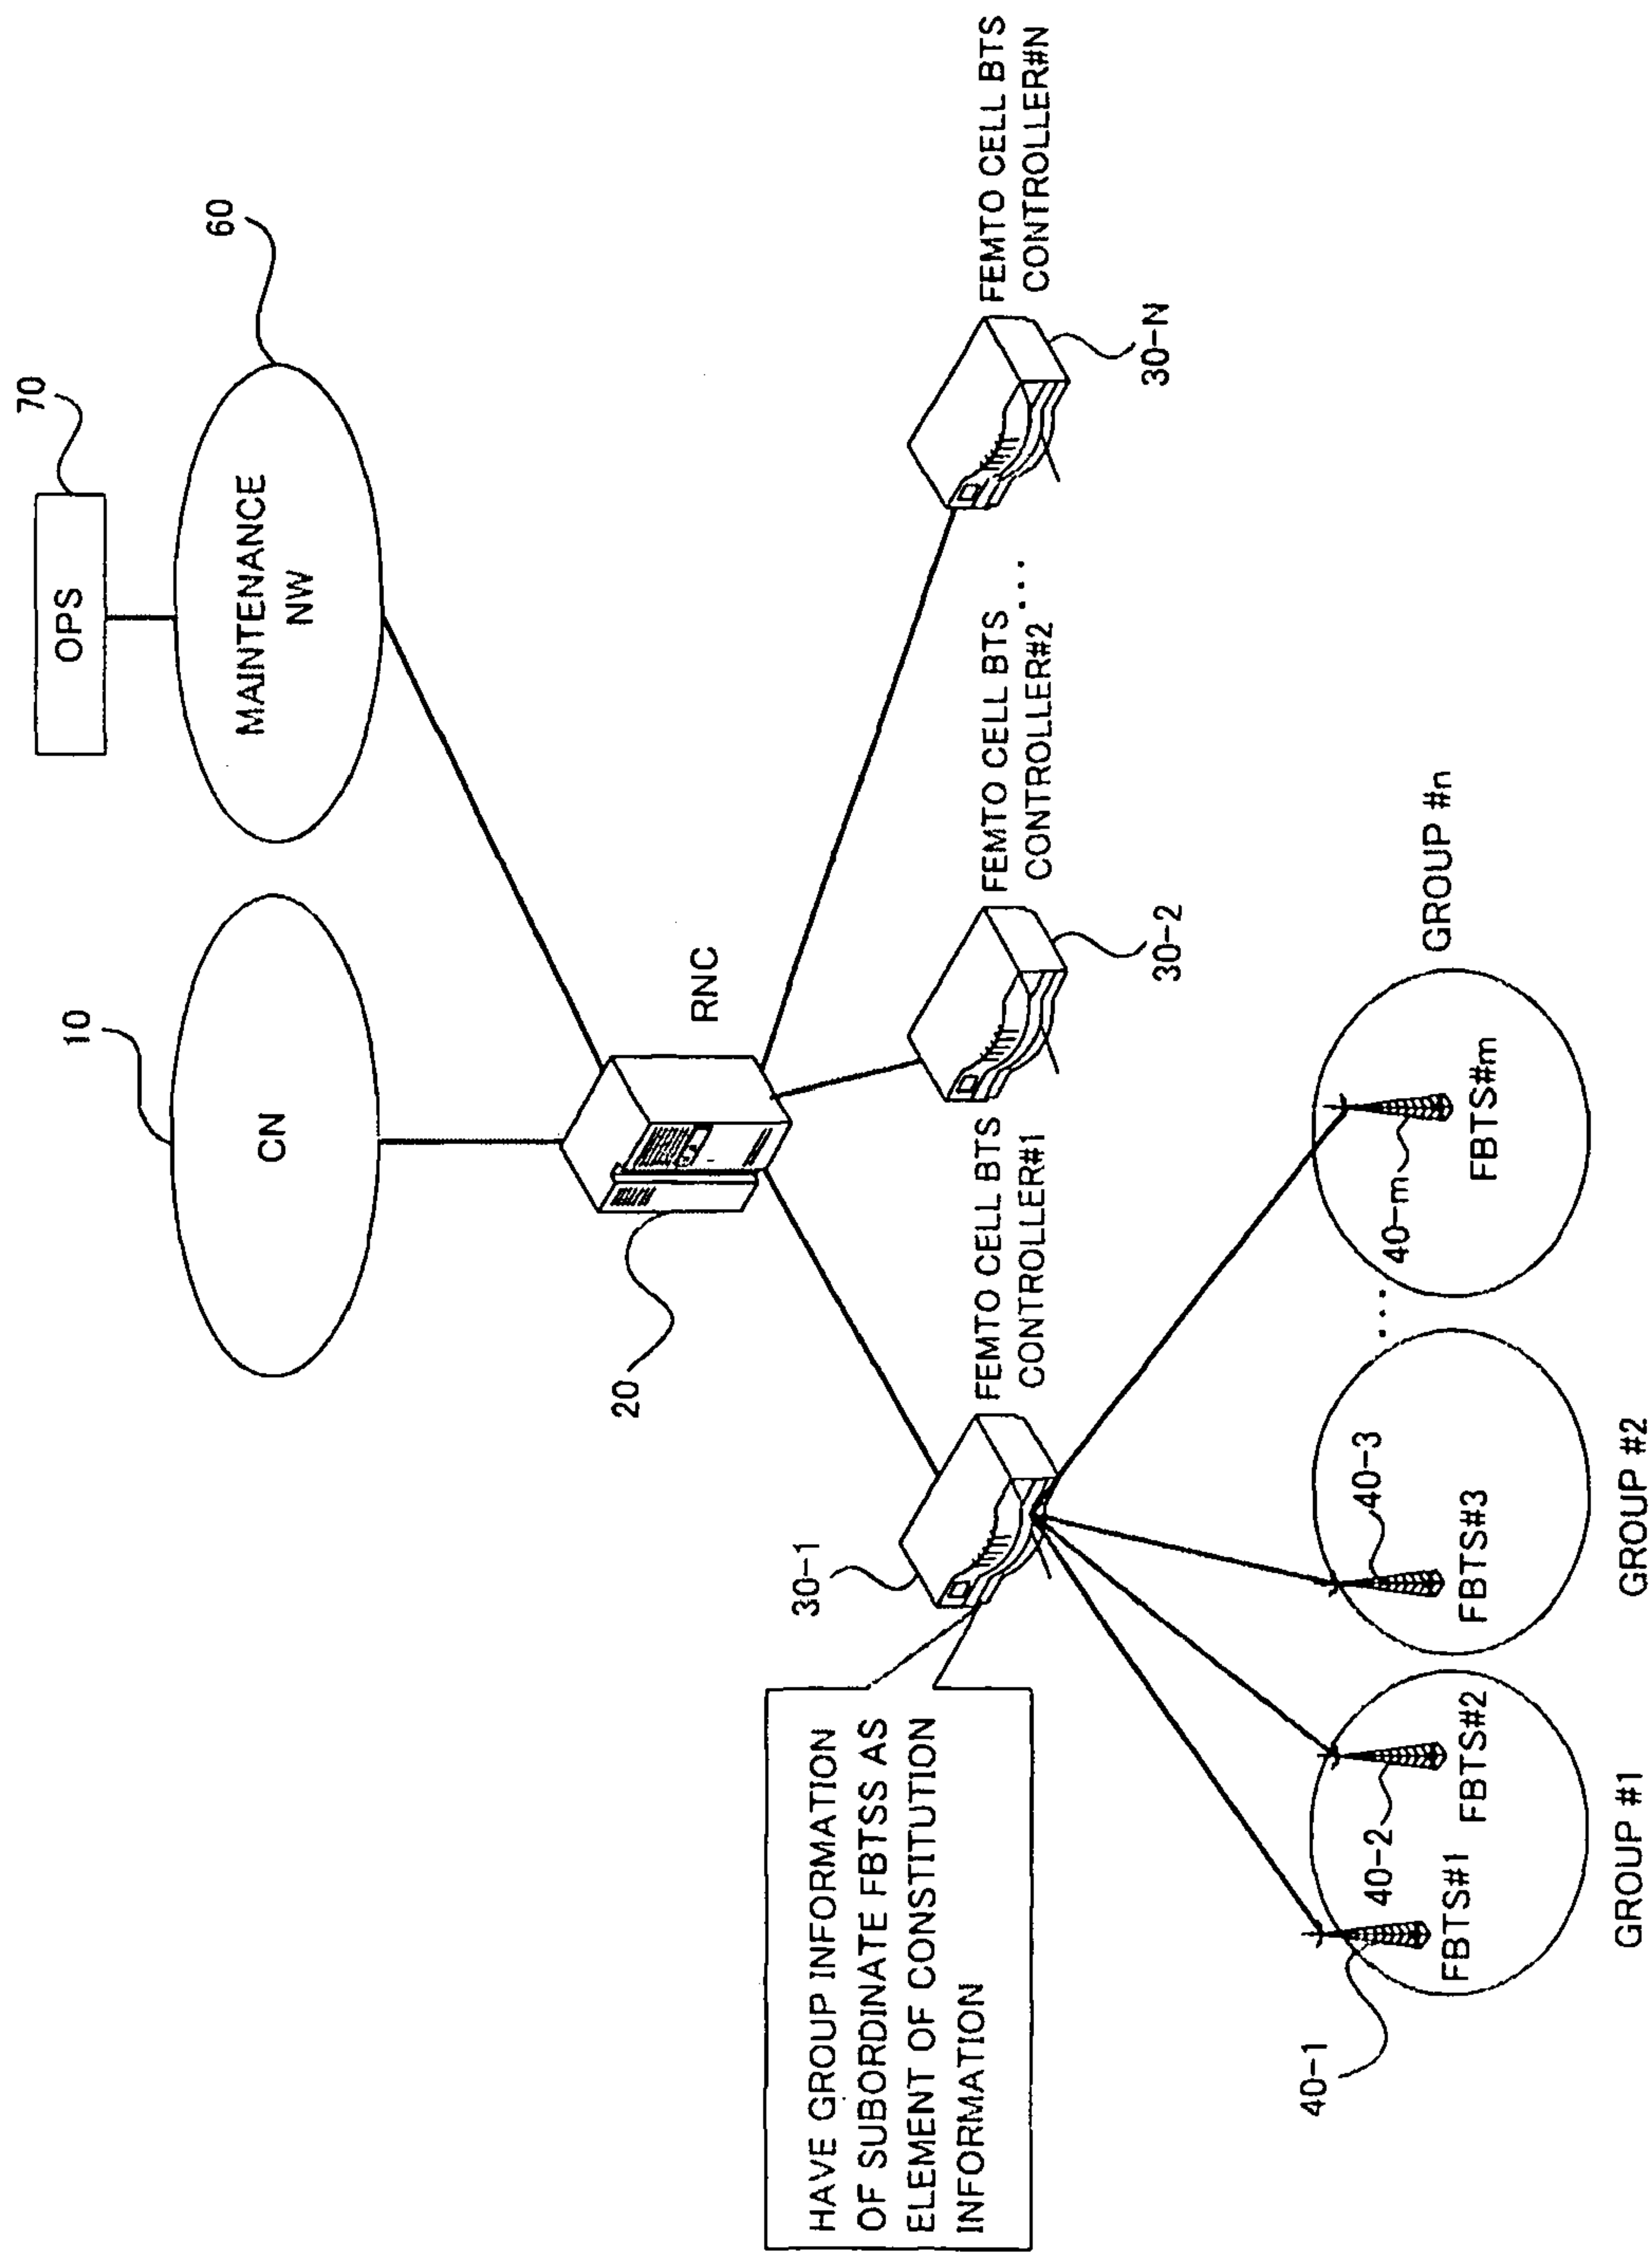 70
OPS
60
MAINTENANCE
NW
10
CN
RNC
20
30-1
FEMTO CELL BTS
CONTROLLER#1
FEMTO CELL BTS
CONTROLLER#2
30-2
...
FEMTO CELL BTS
CONTROLLER#N
30-N
HAVE GROUP INFORMATION
OF SUBORDINATE FBTSS AS
ELEMENT OF CONSTITUTION
INFORMATION
40-1
FBTS#1
40-2
FBTS#2
GROUP #1
40-3
FBTS#3
GROUP #2
...
40-m
FBTS#m
GROUP #n